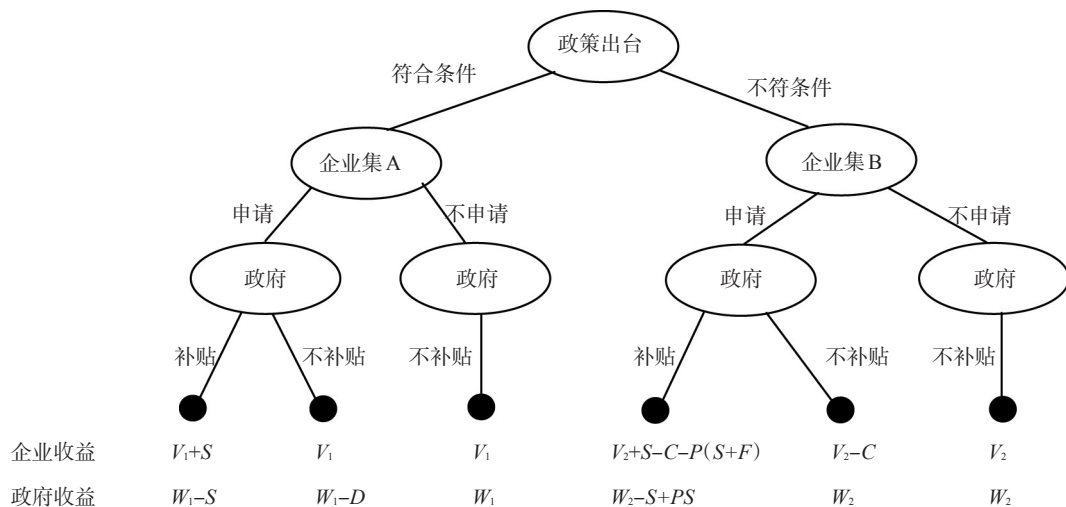 政策出台
符合条件 不符条件
企业集A 企业集B
申请 不申请 申请 不申请
政府 政府 政府 政府
补贴 不补贴 不补贴 补贴 不补贴 不补贴
企业收益 V₁+S V₁ V₁ V₂+S−C−P(S+F) V₂−C V₂
政府收益 W₁−S W₁−D W₁ W₂−S+PS W₂ W₂